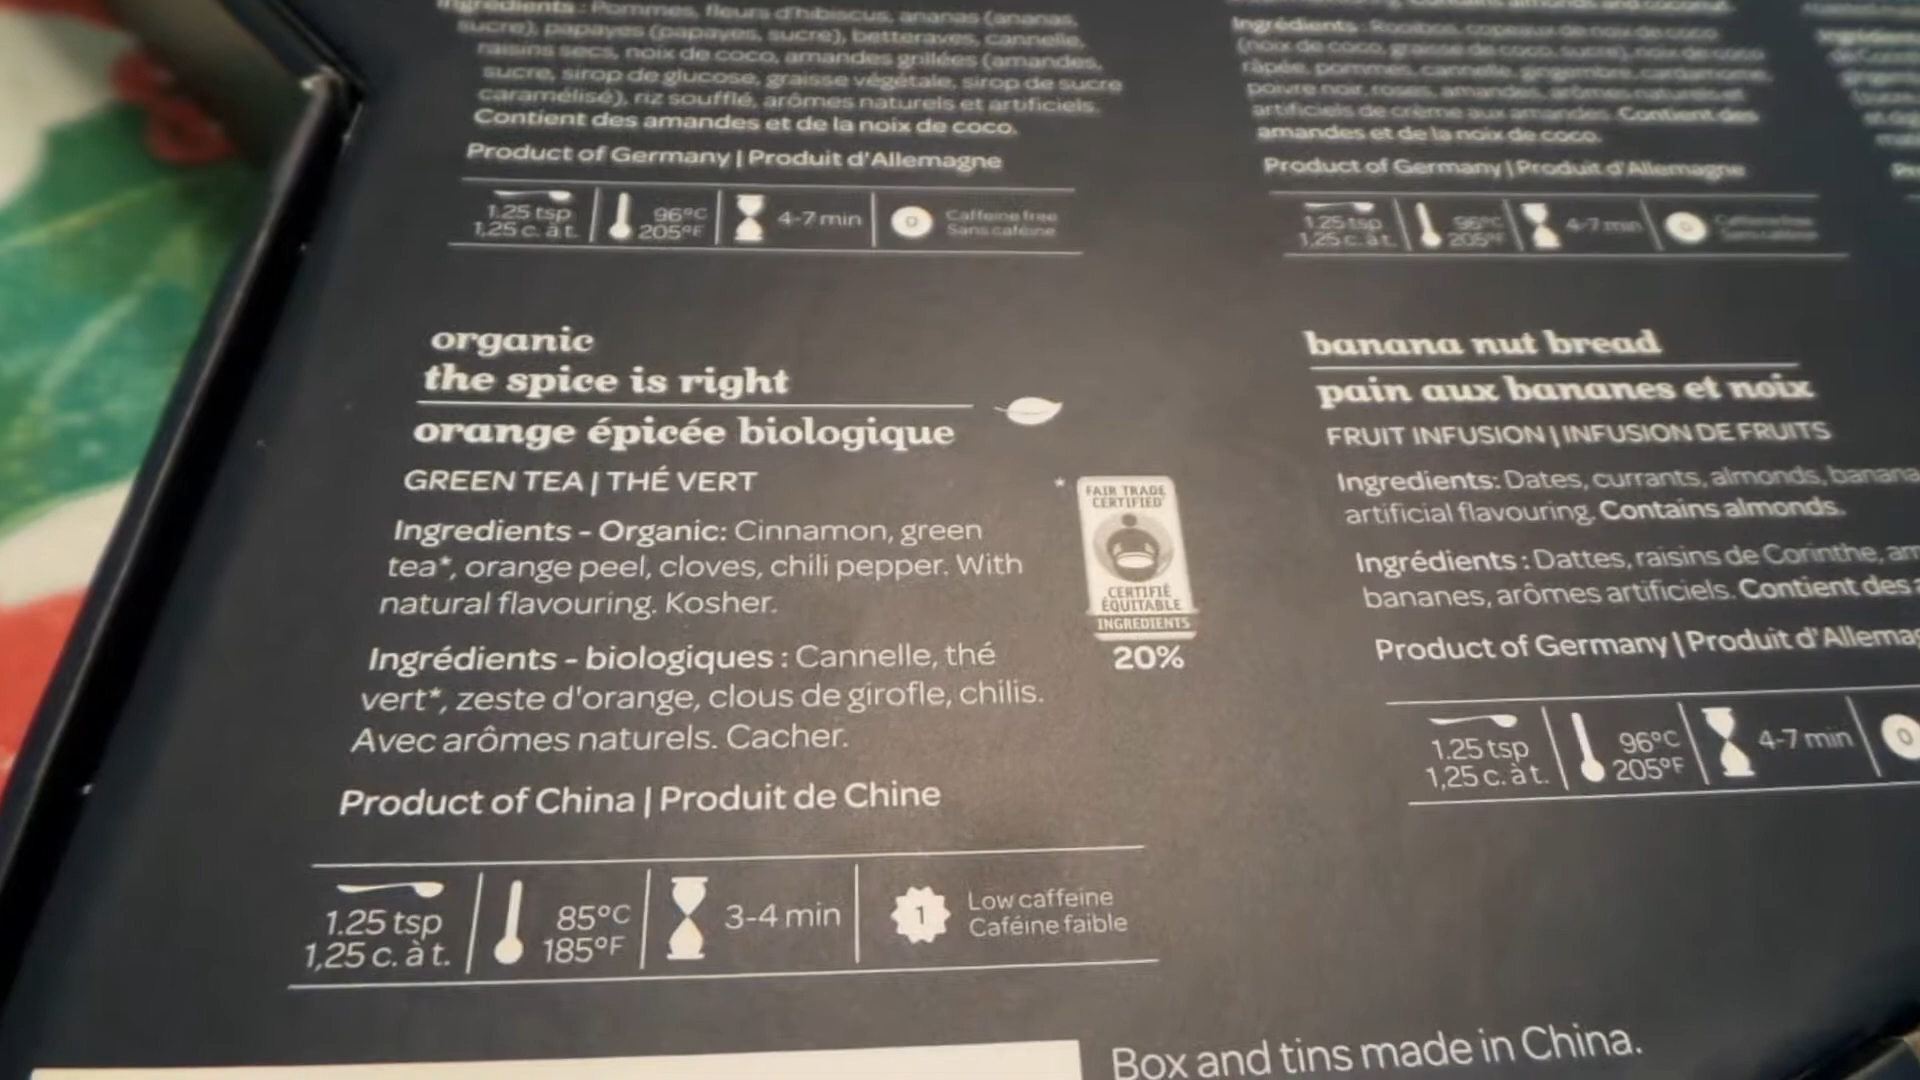 Ingrédients : Pommes, fleurs d'hibiscus, ananas (ananas,
sucre), papayes (papayes, sucre), betteraves, cannelle,
raisins secs, noix de coco, amandes grillées (amandes,
sucre, sirop de glucose, graisse végétale, sirop de sucre
caramélisé), riz soufflé, arômes naturels et artificiels.
Contient des amandes et de la noix de coco.
Product of Germany | Produit d'Allemagne
1.25 tsp
1,25 c. à t.
96°C
205°F
4-7 min
0
Caffeine free
Sans caféine
Ingrédients : Rooibos, copeaux de noix de coco
(noix de coco, graisse de coco, sucre), noix de coco
râpée, pommes, cannelle, gingembre, cardamome,
poivre noir, roses, amandes, arômes naturels et
artificiels de crème aux amandes. Contient des
amandes et de la noix de coco.
Product of Germany | Produit d'Allemagne
1.25 tsp
1,25 c. à t.
96°C
205°F
4-7 min
0
Caffeine free
Sans caféine
organic
the spice is right
orange épicée biologique
GREEN TEA | THÉ VERT
Ingredients - Organic: Cinnamon, green
tea*, orange peel, cloves, chili pepper. With
natural flavouring. Kosher.
Ingrédients - biologiques : Cannelle, thé
vert*, zeste d'orange, clous de girofle, chilis.
Avec arômes naturels. Cacher.
Product of China | Produit de Chine
* FAIR TRADE
CERTIFIED
CERTIFIÉ
ÉQUITABLE
INGREDIENTS
20%
1.25 tsp
1,25 c. à t.
85°C
185°F
3-4 min
1
Low caffeine
Caféine faible
banana nut bread
pain aux bananes et noix
FRUIT INFUSION | INFUSION DE FRUITS
Ingredients: Dates, currants, almonds, banana
artificial flavouring. Contains almonds.
Ingrédients : Dattes, raisins de Corinthe, am
bananes, arômes artificiels. Contient des a
Product of Germany | Produit d'Allemag
1.25 tsp
1,25 c. à t.
96°C
205°F
4-7 min
0
Box and tins made in China.